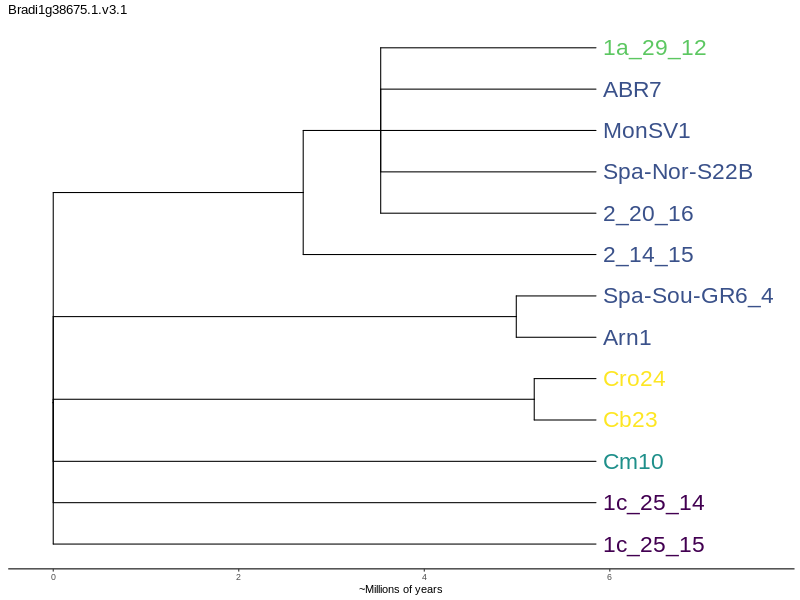 Bradi1g38675.1.v3.1
1a_29_12
ABR7
MonSV1
Spa-Nor-S22B
2_20_16
2_14_15
Spa-Sou-GR6_4
Arn1
Cro24
Cb23
Cm10
1c_25_14
1c_25_15
0 2 4 6
~Millions of years